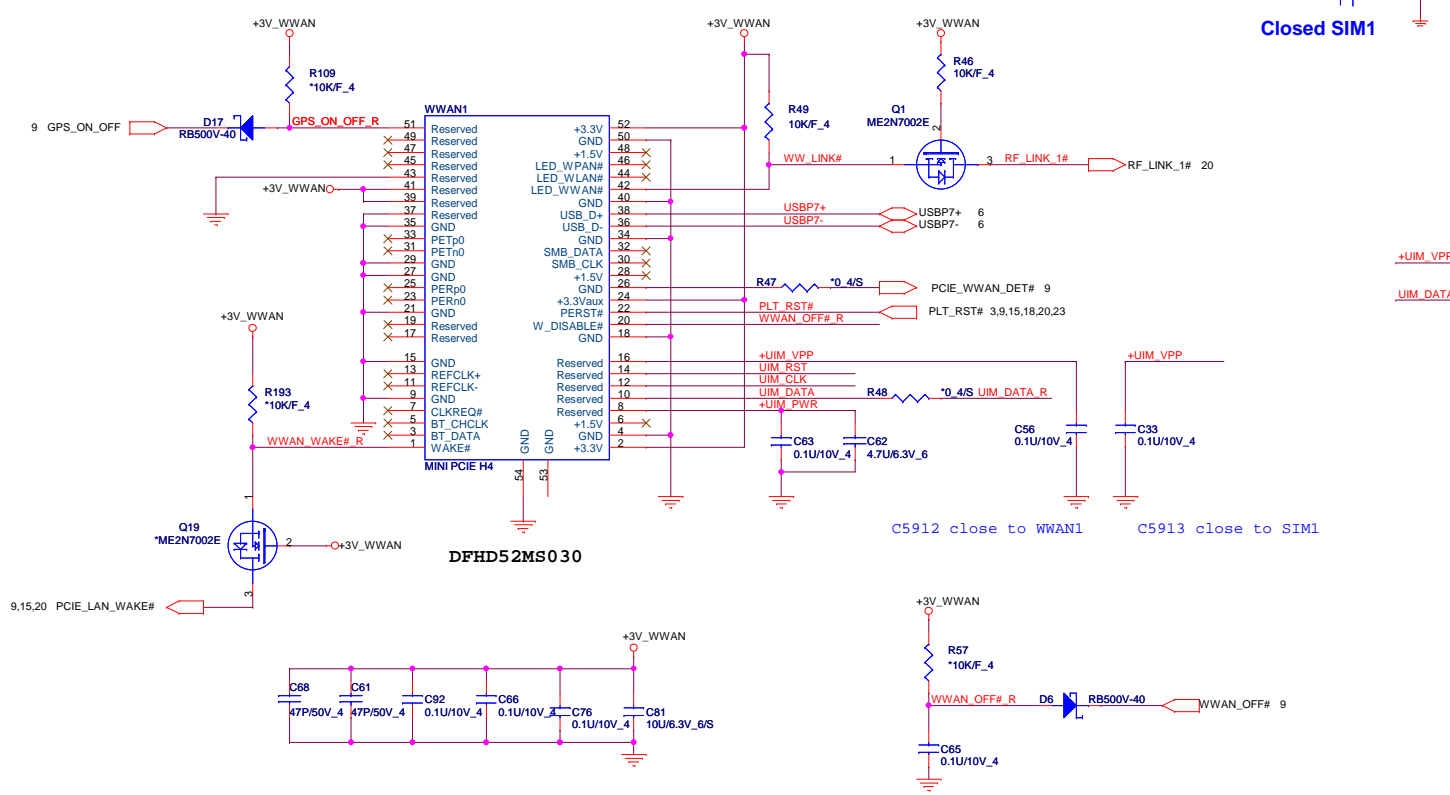 Closed SIM1
+3V_WWAN
R109
*10K/F_4
9 GPS_ON_OFF
D17
RB500V-40
GPS_ON_OFF_R
+3V_WWAN
R49
10K/F_4
+3V_WWAN
R46
10K/F_4
Q1
ME2N7002E
2
1
3
WW_LINK#
RF_LINK_1#
RF_LINK_1# 20
WWAN1
51 Reserved +3.3V 52
49 Reserved GND 50
47 Reserved +1.5V 48
45 Reserved LED_WPAN# 46
43 Reserved LED_WLAN# 44
41 Reserved LED_WWAN# 42
39 Reserved GND 40
37 Reserved USB_D+ 38
35 GND USB_D- 36
33 PETp0 GND 34
31 PETn0 SMB_DATA 32
29 GND SMB_CLK 30
27 GND +1.5V 28
25 PERp0 GND 26
23 PERn0 +3.3Vaux 24
21 GND PERST# 22
19 Reserved W_DISABLE# 20
17 Reserved GND 18
15 GND Reserved 16
13 REFCLK+ Reserved 14
11 REFCLK- Reserved 12
9 GND Reserved 10
7 CLKREQ# Reserved 8
5 BT_CHCLK +1.5V 6
3 BT_DATA GND 4
1 WAKE# +3.3V 2
GND GND
54 53
MINI PCIE H4
DFHD52MS030
+3V_WWAN
USBP7+
USBP7+ 6
USBP7-
USBP7- 6
R47
*0_4/S
PCIE_WWAN_DET# 9
PLT_RST#
PLT_RST# 3,9,15,18,20,23
WWAN_OFF#_R
+UIM_VPP
UIM_RST
UIM_CLK
UIM_DATA
R48
*0_4/S UIM_DATA_R
+UIM_PWR
C63
0.1U/10V_4
C62
4.7U/6.3V_6
C56
0.1U/10V_4
+UIM_VPP
C33
0.1U/10V_4
C5912 close to WWAN1
C5913 close to SIM1
+UIM_VPP
UIM_DATA
+3V_WWAN
R193
*10K/F_4
WWAN_WAKE#_R
1
Q19
*ME2N7002E
2
+3V_WWAN
3
9,15,20 PCIE_LAN_WAKE#
+3V_WWAN
C68
47P/50V_4
C61
47P/50V_4
C92
0.1U/10V_4
C66
0.1U/10V_4
C76
0.1U/10V_4
C81
10U/6.3V_6/S
+3V_WWAN
R57
*10K/F_4
WWAN_OFF#_R
D6
RB500V-40
WWAN_OFF# 9
C65
0.1U/10V_4